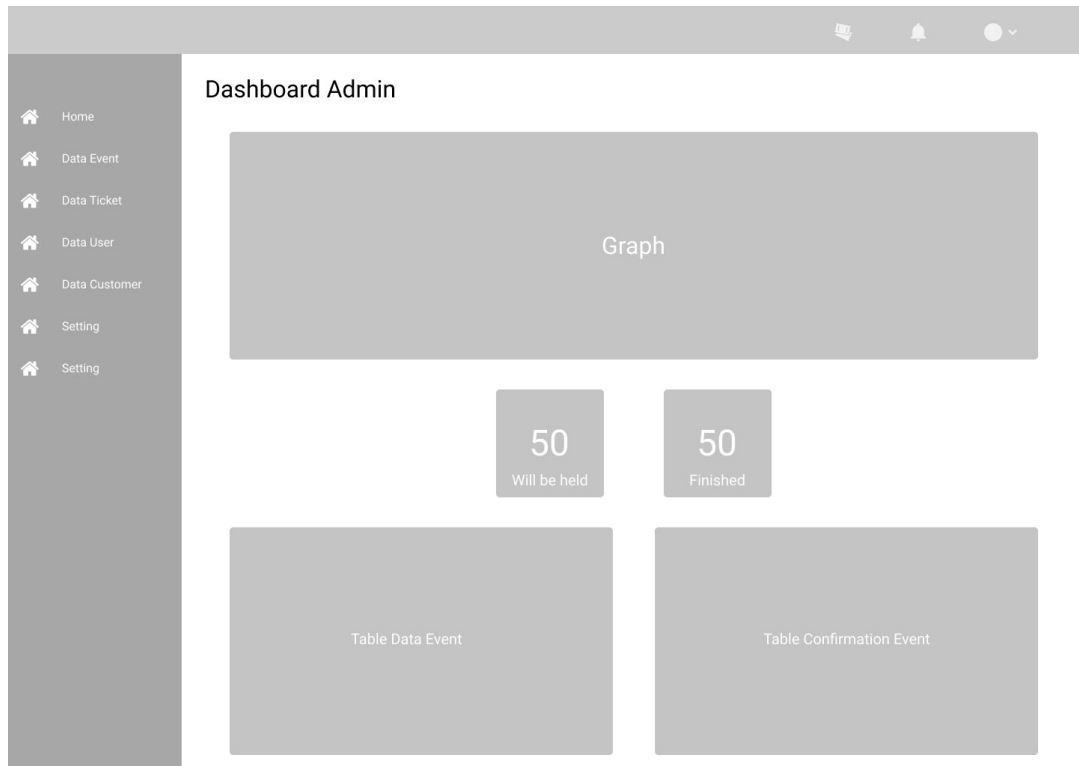 Dashboard Admin
Home
Data Event
Data Ticket
Data User
Data Customer
Setting
Setting
Graph
50
Will be held
50
Finished
Table Data Event
Table Confirmation Event